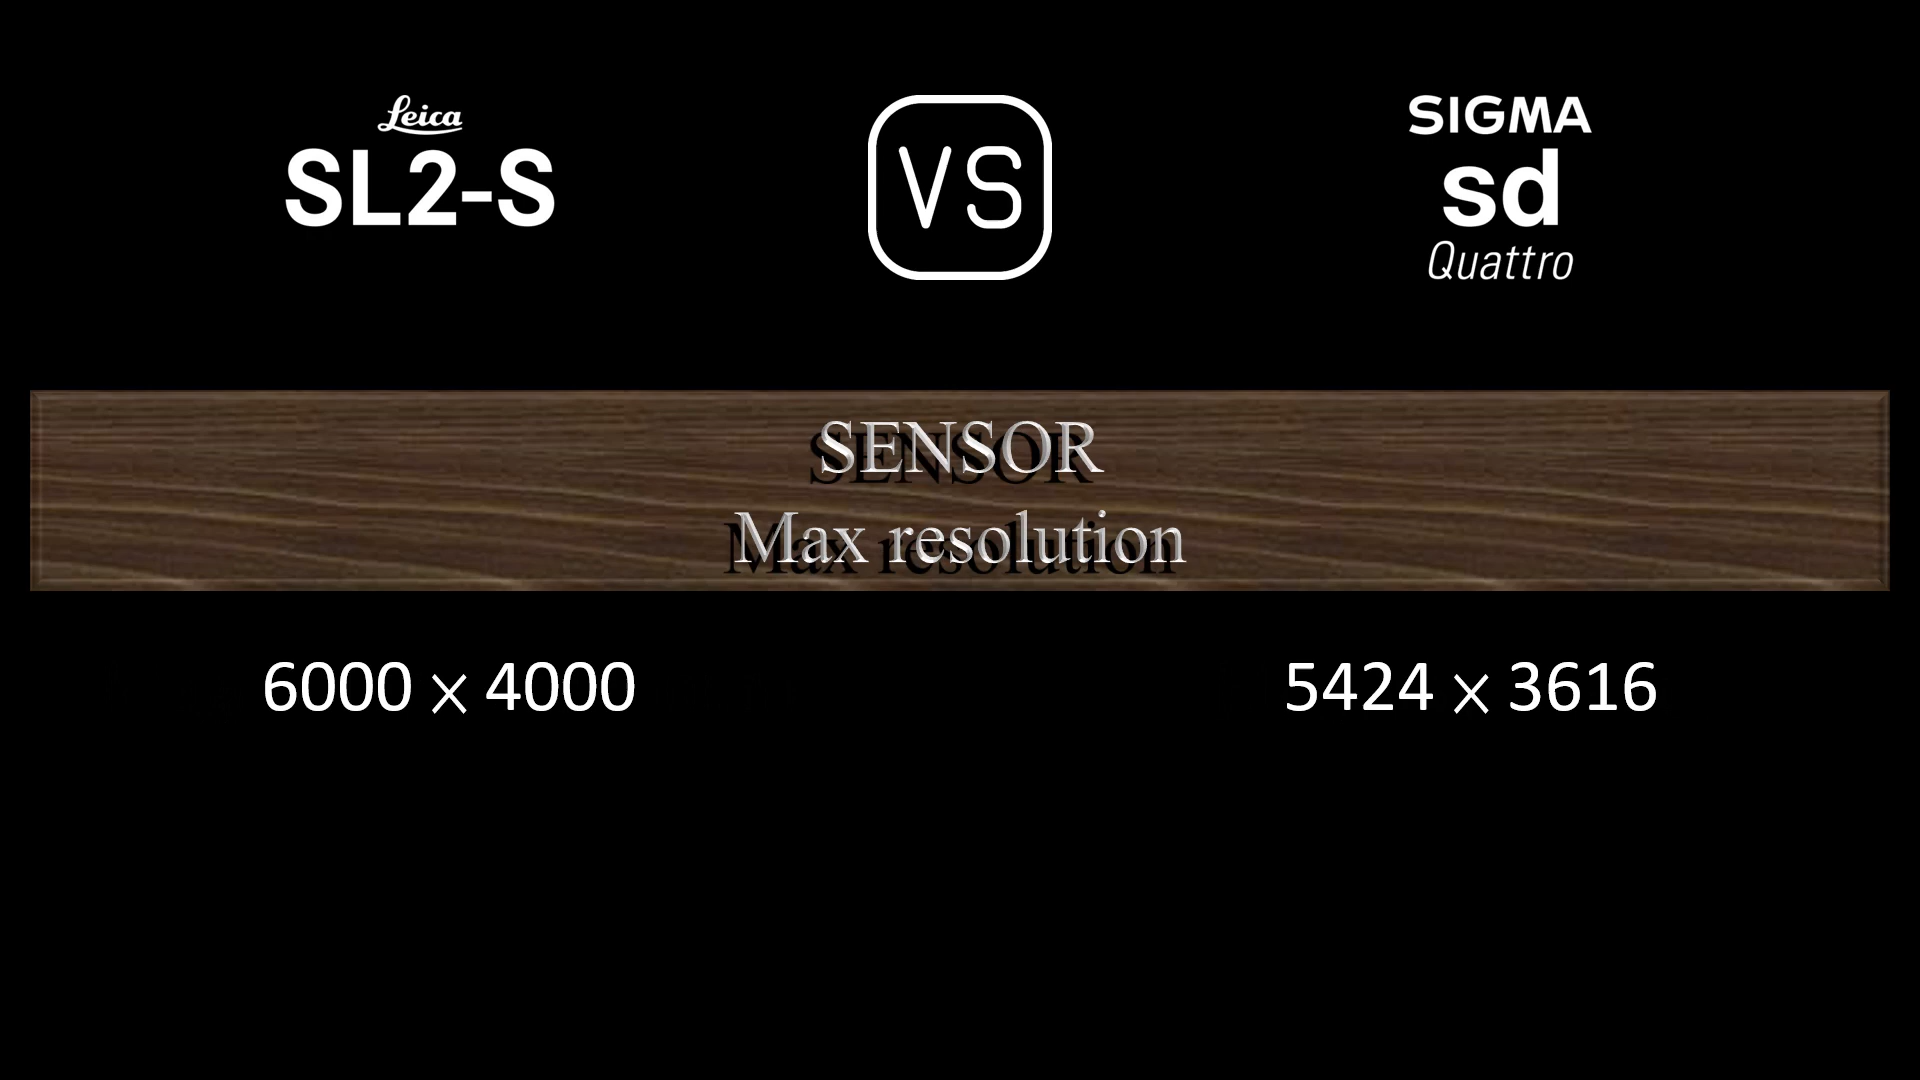 Leica
SL2-S
VS
SIGMA
sd
Quattro
SENSOR
Max resolution
6000 x 4000
5424 x 3616